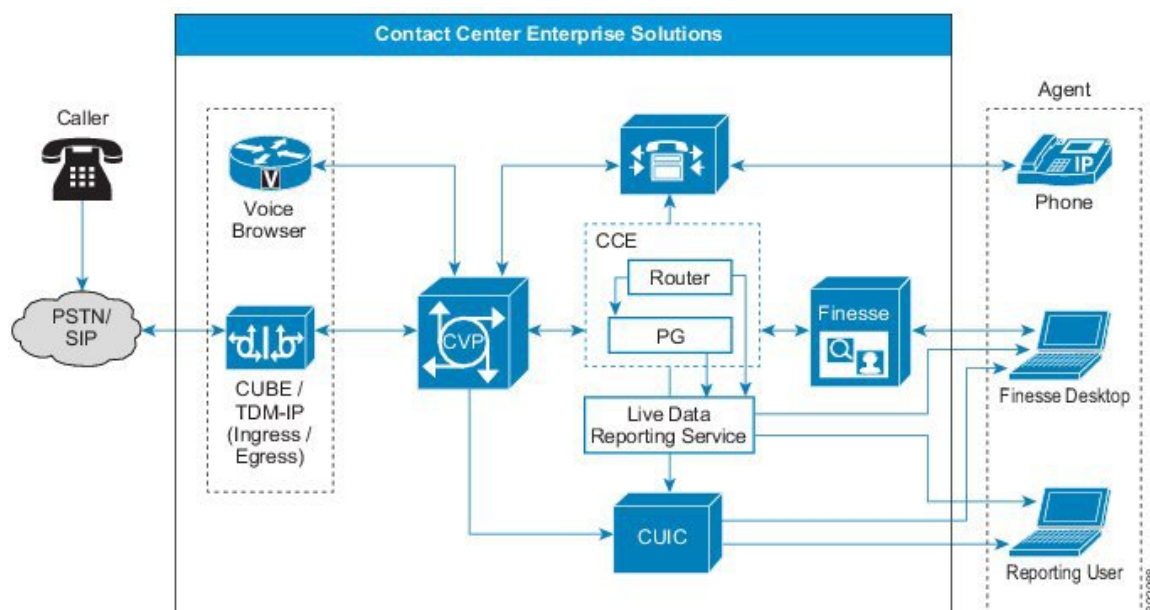 Contact Center Enterprise Solutions
Caller
Agent
V
Voice
Browser
IP
Phone
CCE
Router
PG
PSTN/
SIP
CVP
Finesse
CUBE /
TDM-IP
(Ingress /
Egress)
Live Data
Reporting Service
Finesse Desktop
CUIC
Reporting User